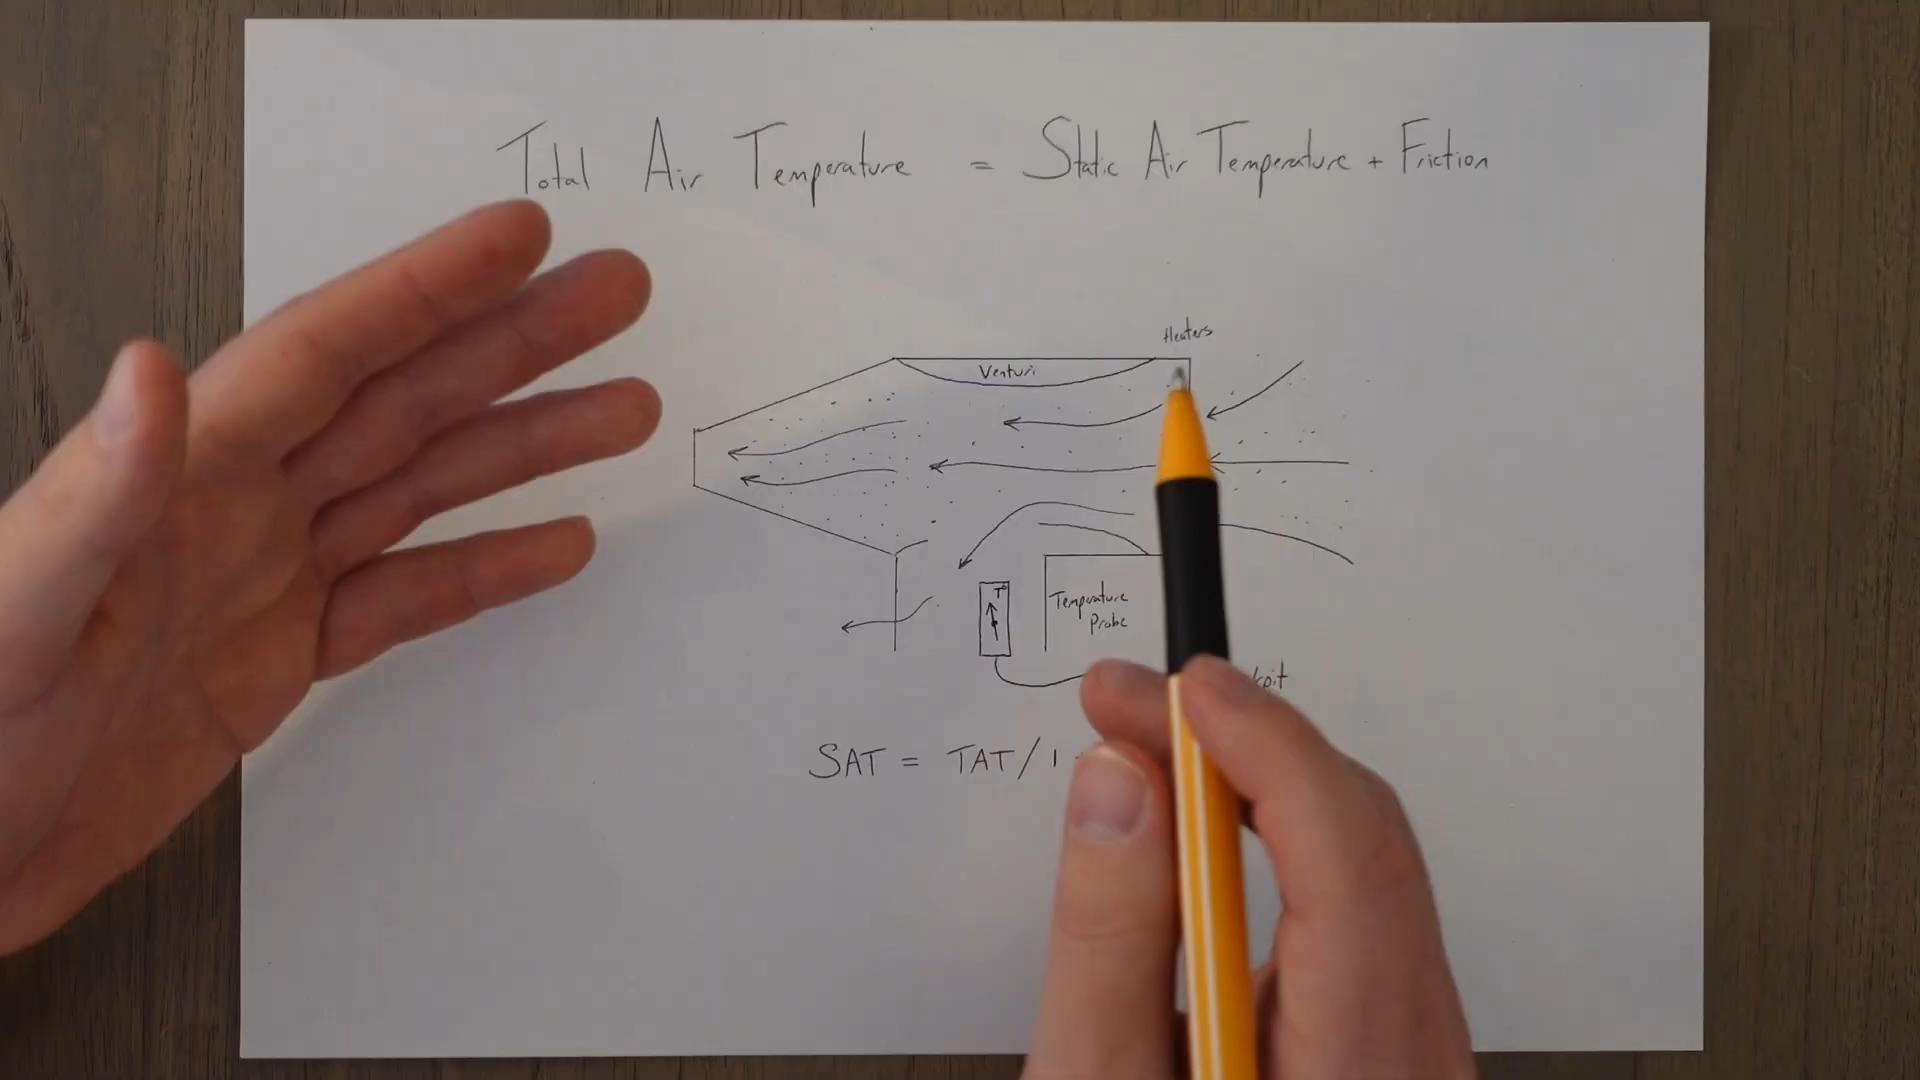 Total Air Temperature = Static Air Temperature + Friction
Heaters
Venturi
T°
Temperature
Probe
SAT = TAT/1